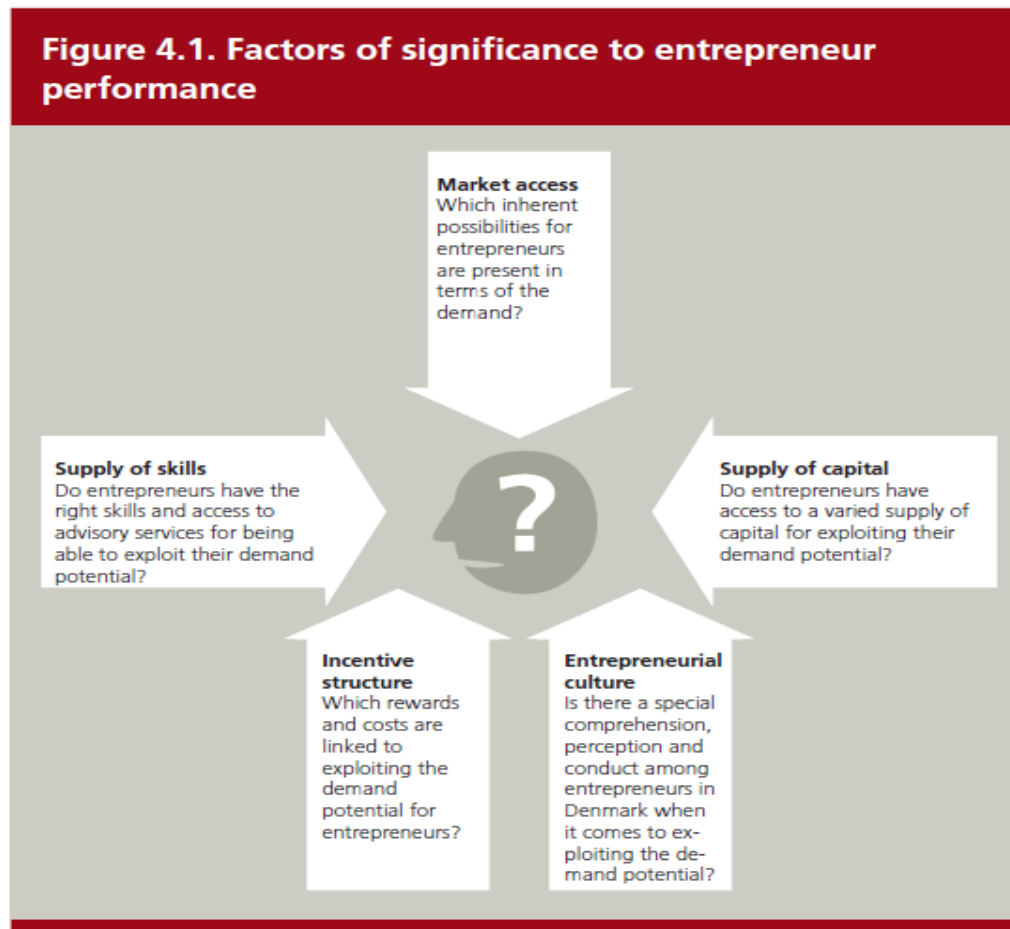 Figure 4.1. Factors of significance to entrepreneur
performance
Market access
Which inherent
possibilities for
entrepreneurs
are present in
terms of the
demand?
Supply of skills
Do entrepreneurs have the
right skills and access to
advisory services for being
able to exploit their demand
potential?
?
Supply of capital
Do entrepreneurs have
access to a varied supply of
capital for exploiting their
demand potential?
Incentive
structure
Which rewards
and costs are
linked to
exploiting the
demand
potential for
entrepreneurs?
Entrepreneurial
culture
Is there a special
comprehension,
perception and
conduct among
entrepreneurs in
Denmark when
it comes to ex-
ploiting the de-
mand potential?